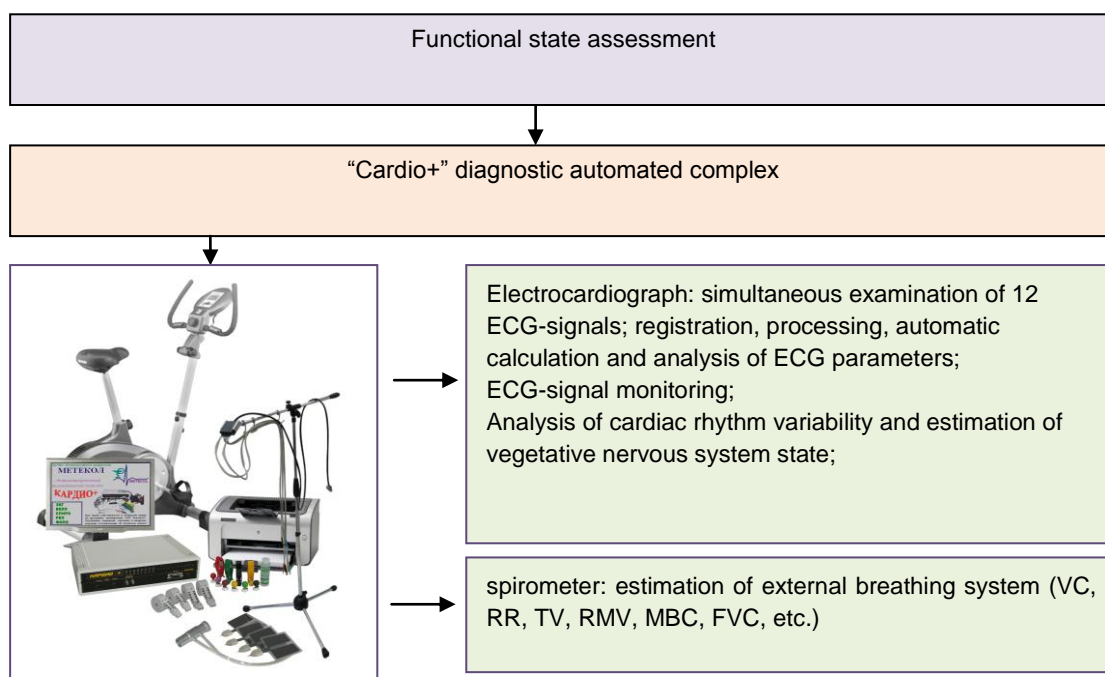 Functional state assessment
“Cardio+” diagnostic automated complex
МЕТЕКОЛ
КАРДИО+
Electrocardiograph: simultaneous examination of 12
ECG-signals; registration, processing, automatic
calculation and analysis of ECG parameters;
ECG-signal monitoring;
Analysis of cardiac rhythm variability and estimation of
vegetative nervous system state;
spirometer: estimation of external breathing system (VC,
RR, TV, RMV, MBC, FVC, etc.)